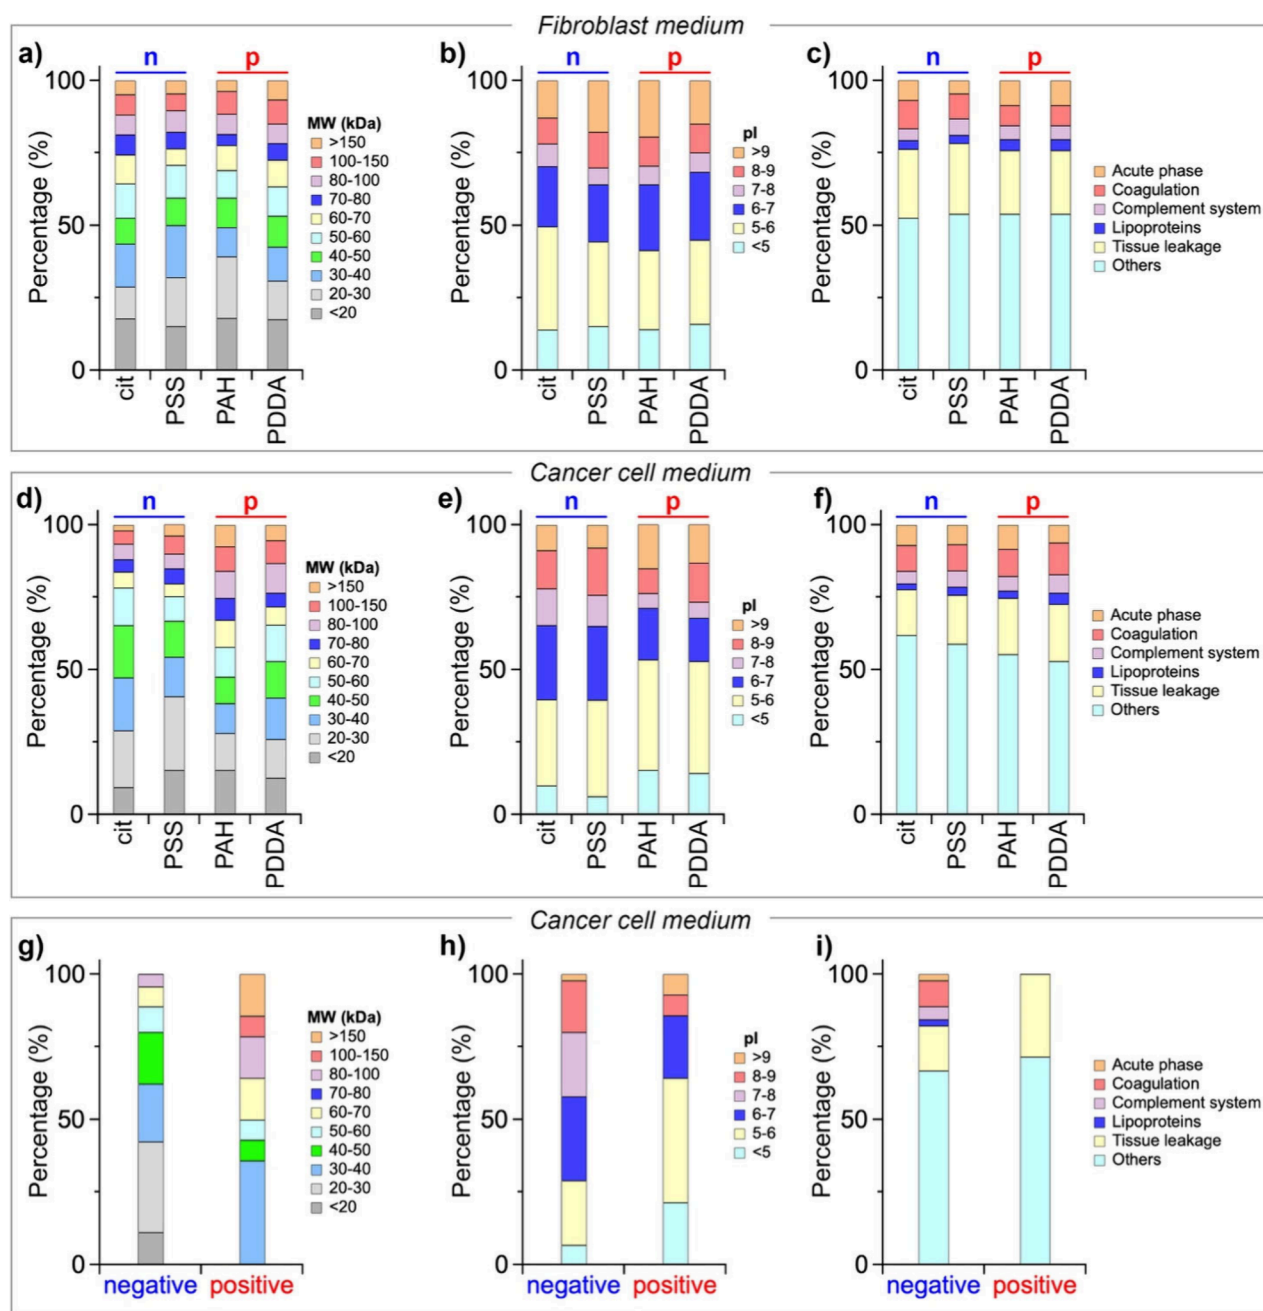 Fibroblast medium
a)
n
p
100
50
0
Percentage (%)
cit
PSS
PAH
PDDA
MW (kDa)
>150
100-150
80-100
70-80
60-70
50-60
40-50
30-40
20-30
<20
b)
n
p
100
50
0
Percentage (%)
cit
PSS
PAH
PDDA
pI
>9
8-9
7-8
6-7
5-6
<5
c)
n
p
100
50
0
Percentage (%)
cit
PSS
PAH
PDDA
Acute phase
Coagulation
Complement system
Lipoproteins
Tissue leakage
Others
Cancer cell medium
d)
n
p
100
50
0
Percentage (%)
cit
PSS
PAH
PDDA
MW (kDa)
>150
100-150
80-100
70-80
60-70
50-60
40-50
30-40
20-30
<20
e)
n
p
100
50
0
Percentage (%)
cit
PSS
PAH
PDDA
pI
>9
8-9
7-8
6-7
5-6
<5
f)
n
p
100
50
0
Percentage (%)
cit
PSS
PAH
PDDA
Acute phase
Coagulation
Complement system
Lipoproteins
Tissue leakage
Others
Cancer cell medium
g)
100
50
0
Percentage (%)
negative
positive
MW (kDa)
>150
100-150
80-100
70-80
60-70
50-60
40-50
30-40
20-30
<20
h)
100
50
0
Percentage (%)
negative
positive
pI
>9
8-9
7-8
6-7
5-6
<5
i)
100
50
0
Percentage (%)
negative
positive
Acute phase
Coagulation
Complement system
Lipoproteins
Tissue leakage
Others